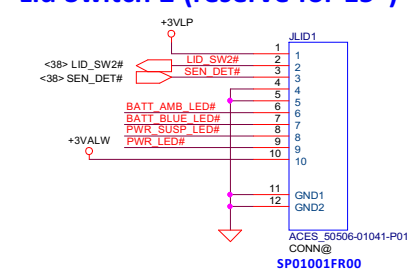 Lid Switch 2 (reserve for 15")
+3VLP
JLID1
1 1
<38> LID_SW2# LID_SW2# 2 2
<38> SEN_DET# SEN_DET# 3 3
4 4
5 5
BATT_AMB_LED# 6 6
BATT_BLUE_LED# 7 7
PWR_SUSP_LED# 8 8
PWR_LED# 9 9
+3VALW 10 10
11 GND1
12 GND2
ACES_50506-01041-P01
CONN@
SP01001FR00